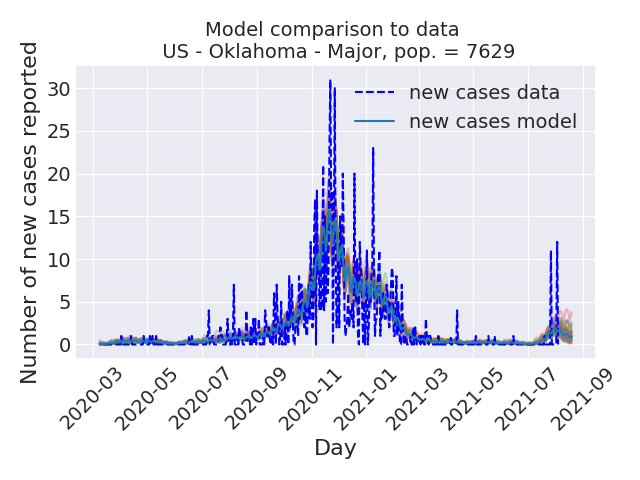 Model comparison to data
US - Oklahoma - Major, pop. = 7629
Number of new cases reported
30
25
20
15
10
5
0
new cases data
new cases model
2020-03
2020-05
2020-07
2020-09
2020-11
2021-01
2021-03
2021-05
2021-07
2021-09
Day